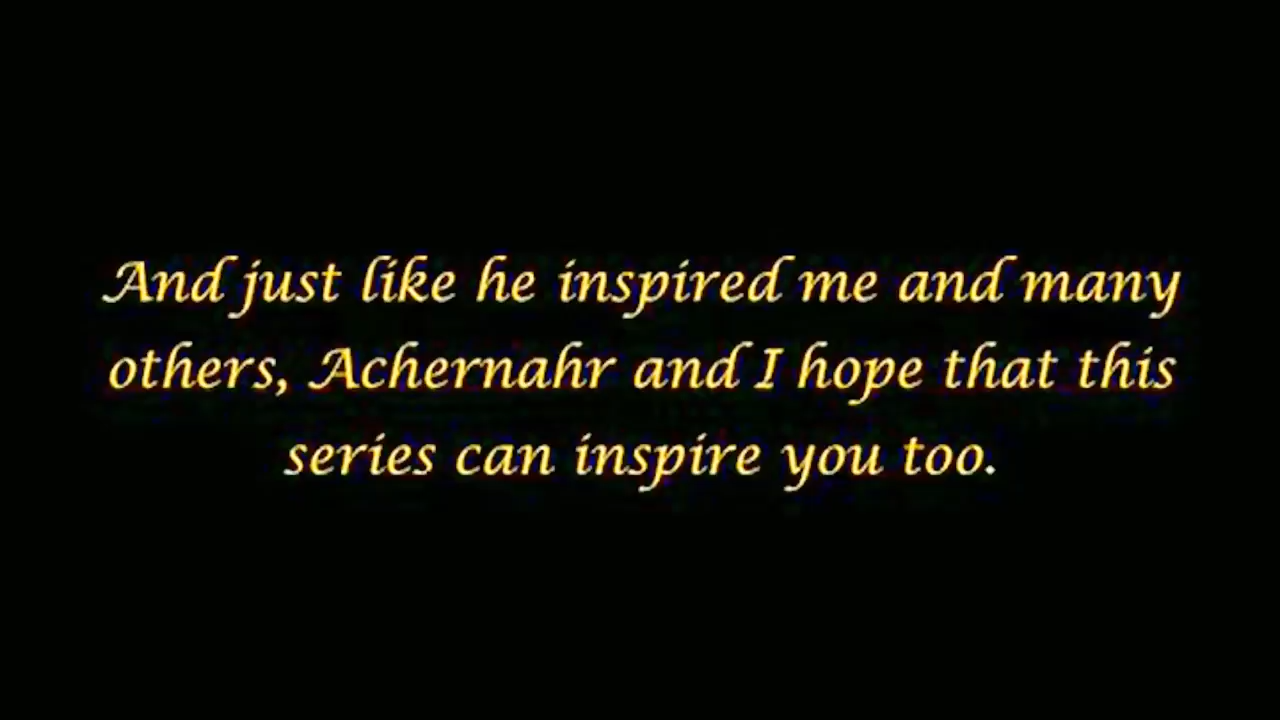 And just like he inspired me and many
others, Achernahr and I hope that this
series can inspire you too.